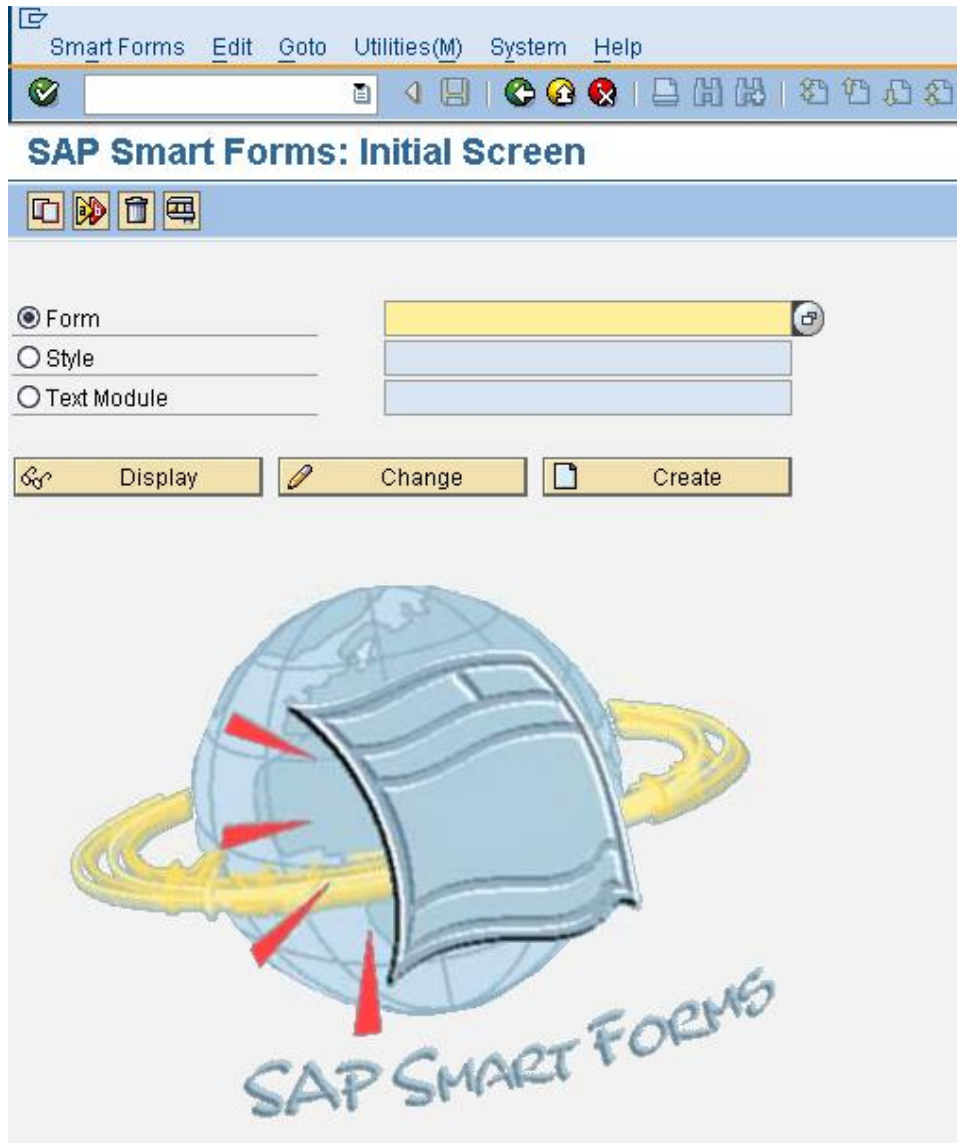 Smart Forms Edit Goto Utilities(M) System Help
SAP Smart Forms: Initial Screen
Form
Style
Text Module
Display Change Create
SAP SMART FORMS